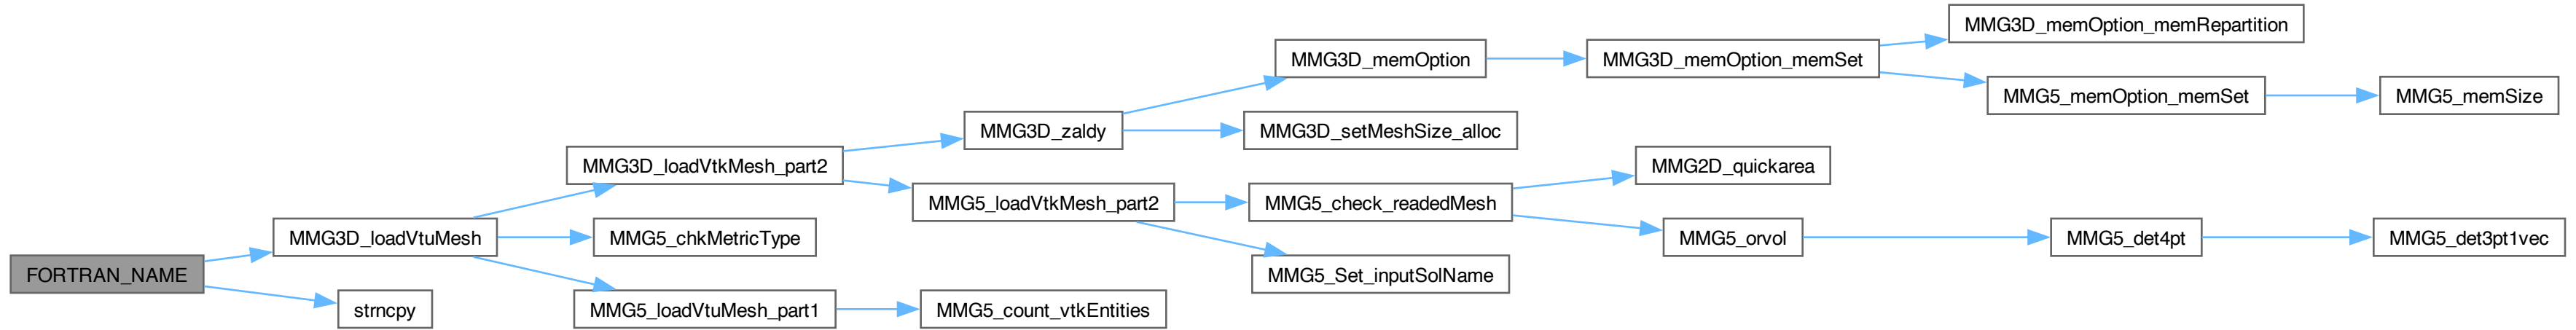 FORTRAN_NAME
MMG3D_loadVtuMesh
strncpy
MMG3D_loadVtkMesh_part2
MMG5_chkMetricType
MMG5_loadVtuMesh_part1
MMG3D_zaldy
MMG5_loadVtkMesh_part2
MMG5_count_vtkEntities
MMG3D_memOption
MMG3D_setMeshSize_alloc
MMG5_check_readedMesh
MMG5_Set_inputSolName
MMG3D_memOption_memSet
MMG2D_quickarea
MMG5_orvol
MMG3D_memOption_memRepartition
MMG5_memOption_memSet
MMG5_det4pt
MMG5_memSize
MMG5_det3pt1vec